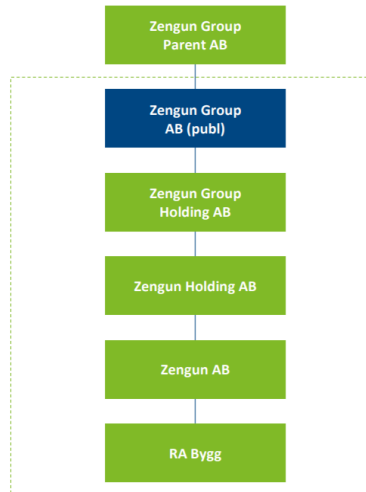 Zengun Group
Parent AB
Zengun Group
AB (publ)
Zengun Group
Holding AB
Zengun Holding AB
Zengun AB
RA Bygg